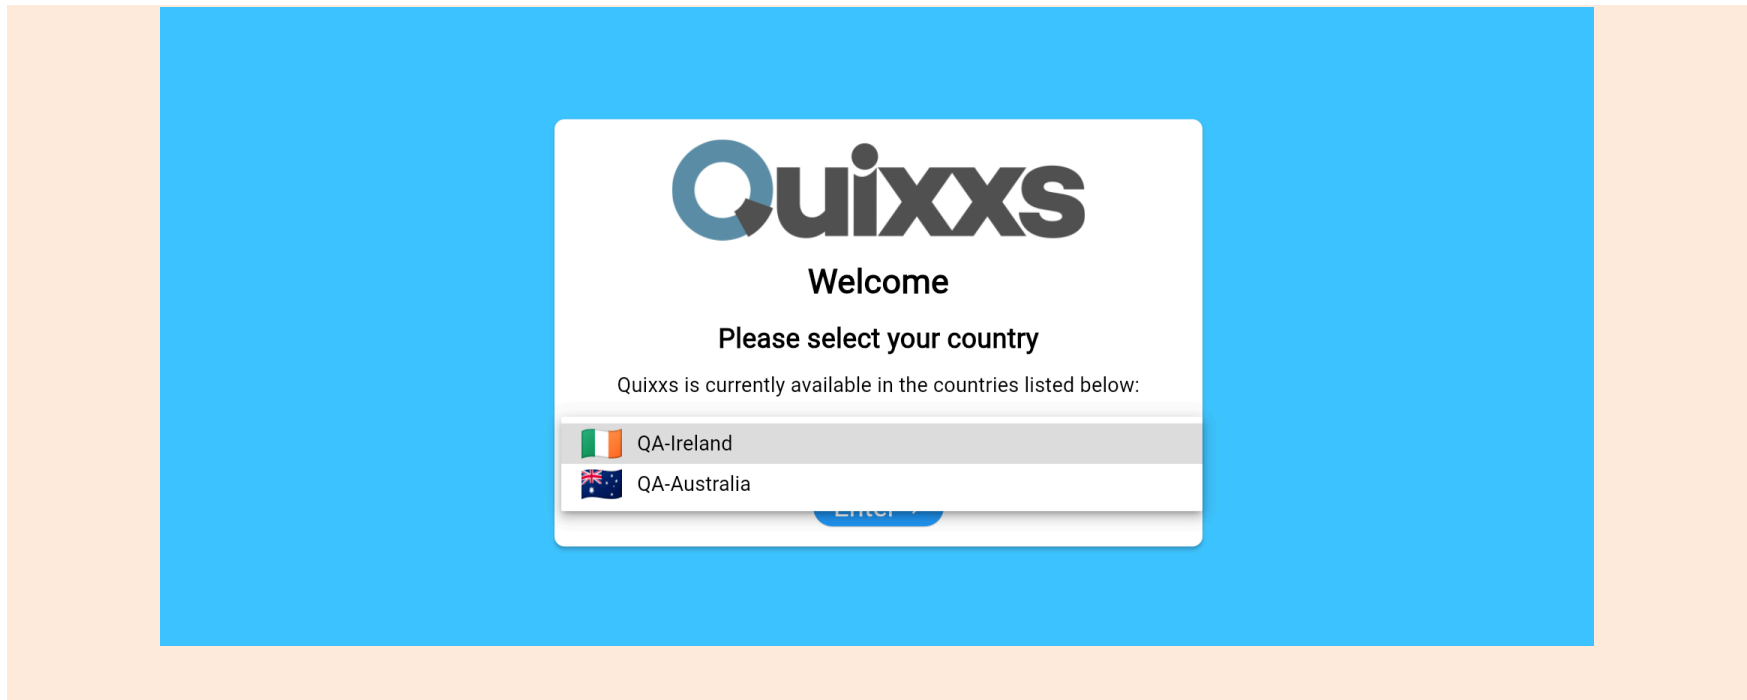 Quixxs
Welcome
Please select your country
Quixxs is currently available in the countries listed below:
QA-Ireland
QA-Australia
Enter